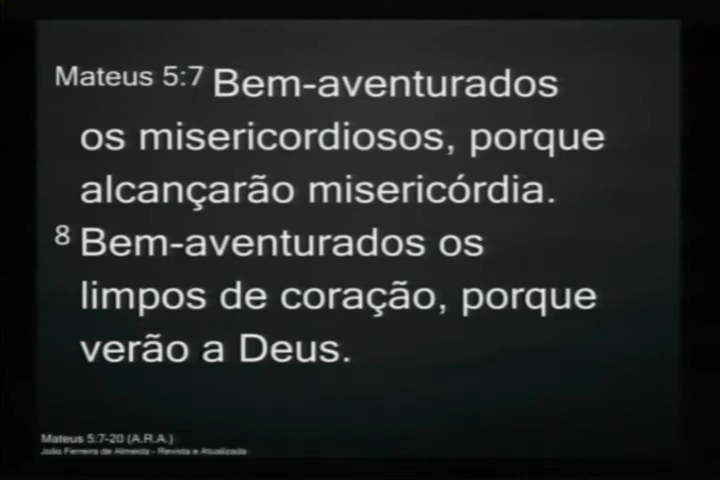 Mateus 5:7 Bem-aventurados
os misericordiosos, porque
alcançarão misericórdia.
8 Bem-aventurados os
limpos de coração, porque
verão a Deus.
Mateus 5:7-20 (A.R.A.)
João Ferreira de Almeida - Revista e Atualizada